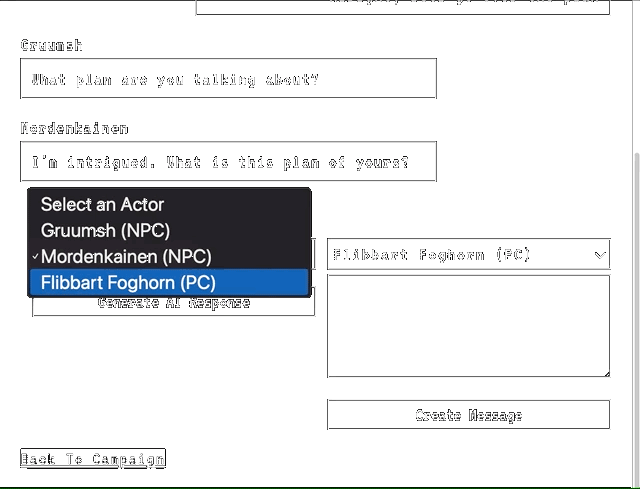 Gruumsh
What plan are you talking about?
Mordenkainen
I'm intrigued. What is this plan of yours?
Select an Actor
Gruumsh (NPC)
✓ Mordenkainen (NPC)
Flibbart Foghorn (PC)
Flibbart Foghorn (PC)
Generate AI Response
Create Message
Back To Campaign